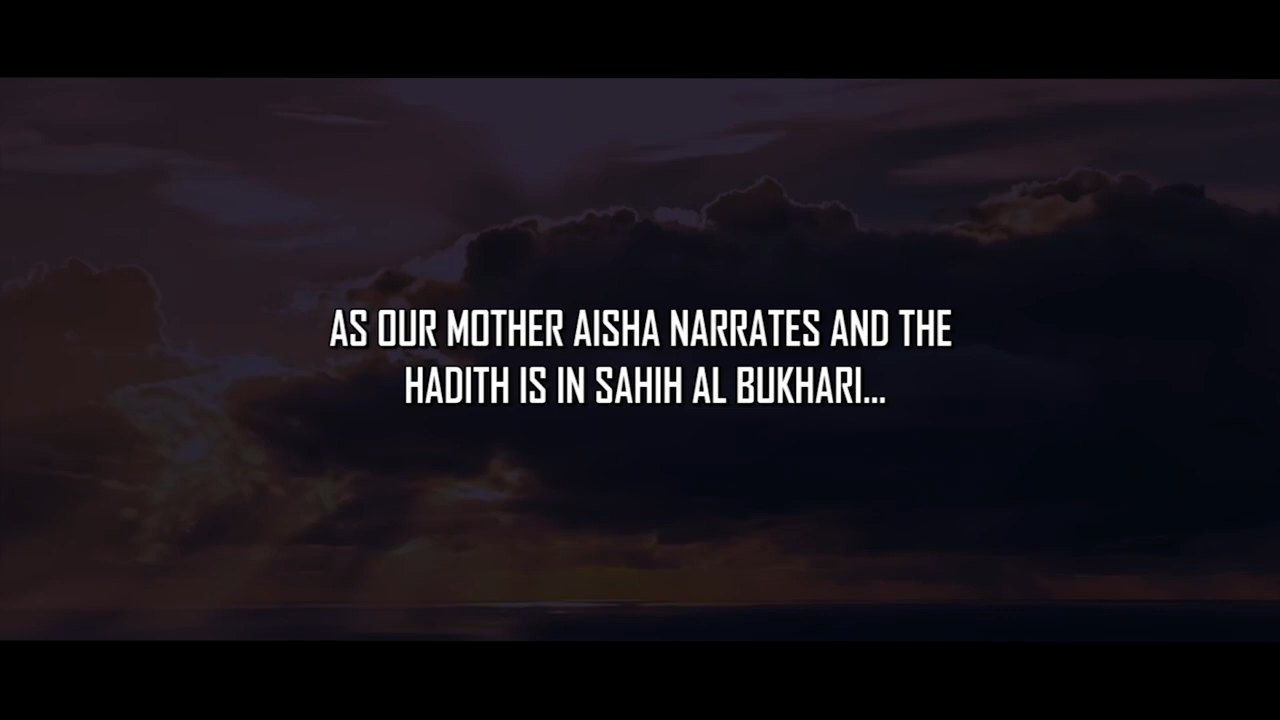 AS OUR MOTHER AISHA NARRATES AND THE
HADITH IS IN SAHIH AL BUKHARI...